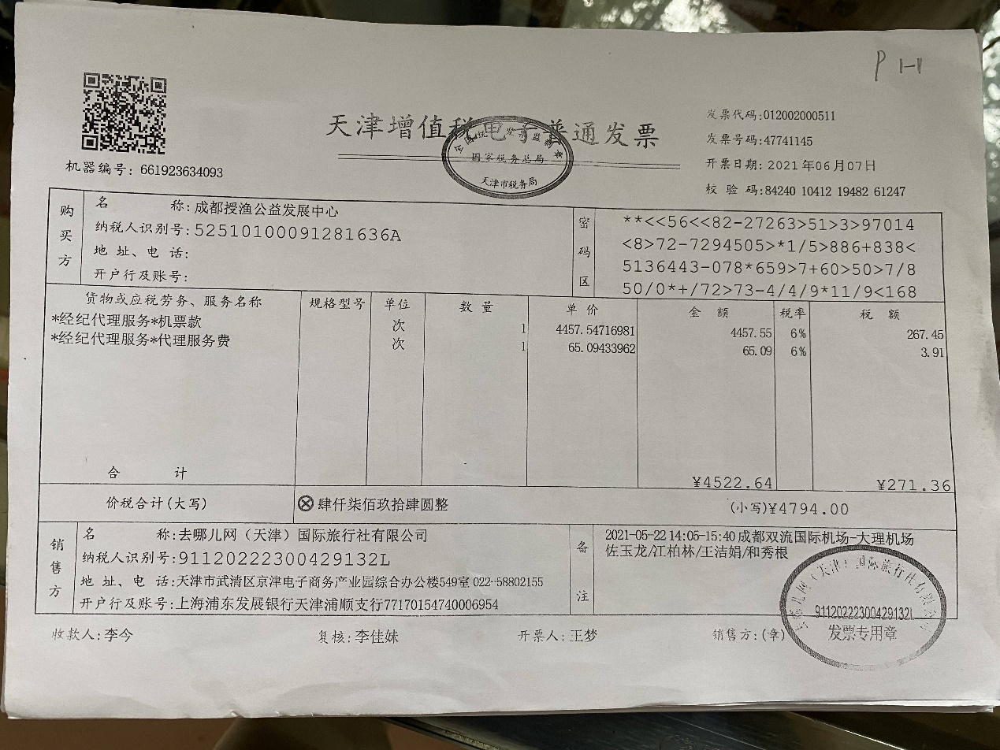 P 1-1
天津增值税电子普通发票
全国统一发票监制章
国家税务总局
天津市税务局
机器编号: 661923634093
发票代码:012002000511
发票号码:47741145
开票日期: 2021年06月07日
校 验 码:84240 10412 19482 61247
购买方
名 称: 成都授渔公益发展中心
纳税人识别号: 52510100091281636A
地 址、电 话:
开户行及账号:
密码区
**<<56<<82-27263>51>3>97014
<8>72-7294505>*1/5>886+838<
5136443-078*659>7+60>50>7/8
50/0*+/72>73-4/4/9*11/9<168
货物或应税劳务、服务名称 规格型号 单位 数 量 单 价 金 额 税率 税 额
*经纪代理服务*机票款 次 1 4457.54716981 4457.55 6% 267.45
*经纪代理服务*代理服务费 次 1 65.09433962 65.09 6% 3.91
合 计 ¥4522.64 ¥271.36
价税合计(大写) ⊗ 肆仟柒佰玖拾肆圆整 (小写)¥4794.00
销售方
名 称: 去哪儿网（天津）国际旅行社有限公司
纳税人识别号: 91120222300429132L
地 址、电 话: 天津市武清区京津电子商务产业园综合办公楼549室 022-58802155
开户行及账号: 上海浦东发展银行天津浦顺支行77170154740006954
备注
2021-05-22 14:05-15:40 成都双流国际机场-大理机场
佐玉龙/江柏林/王洁娟/和秀根
收款人: 李今 复核: 李佳妹 开票人: 王梦 销售方: (章)
去哪儿网（天津）国际旅行社有限公司
91120222300429132L
发票专用章